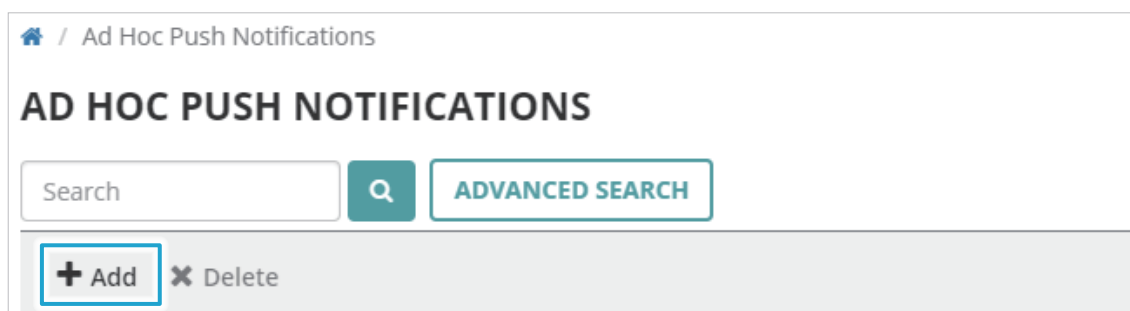 / Ad Hoc Push Notifications
AD HOC PUSH NOTIFICATIONS
Search ADVANCED SEARCH
Add Delete